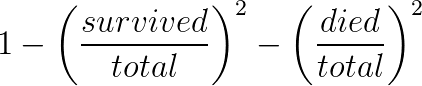 1 − (survived/total)² − (died/total)²